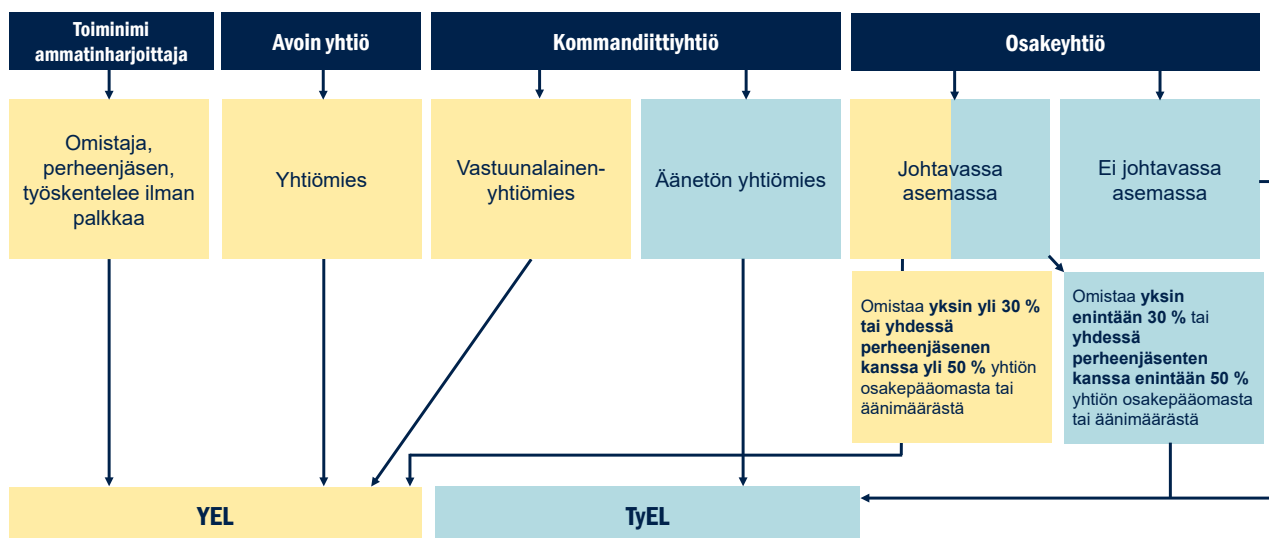 Toiminimi
ammatinharjoittaja
Avoin yhtiö
Kommandiittiyhtiö
Osakeyhtiö
Omistaja,
perheenjäsen,
työskentelee ilman
palkkaa
Yhtiömies
Vastuunalainen-
yhtiömies
Äänetön yhtiömies
Johtavassa
asemassa
Ei johtavassa
asemassa
Omistaa yksin yli 30 %
tai yhdessä
perheenjäsenen
kanssa yli 50 % yhtiön
osakepääomasta tai
äänimäärästä
Omistaa yksin
enintään 30 % tai
yhdessä
perheenjäsenten
kanssa enintään 50 %
yhtiön osakepääomasta
tai äänimäärästä
YEL
TyEL